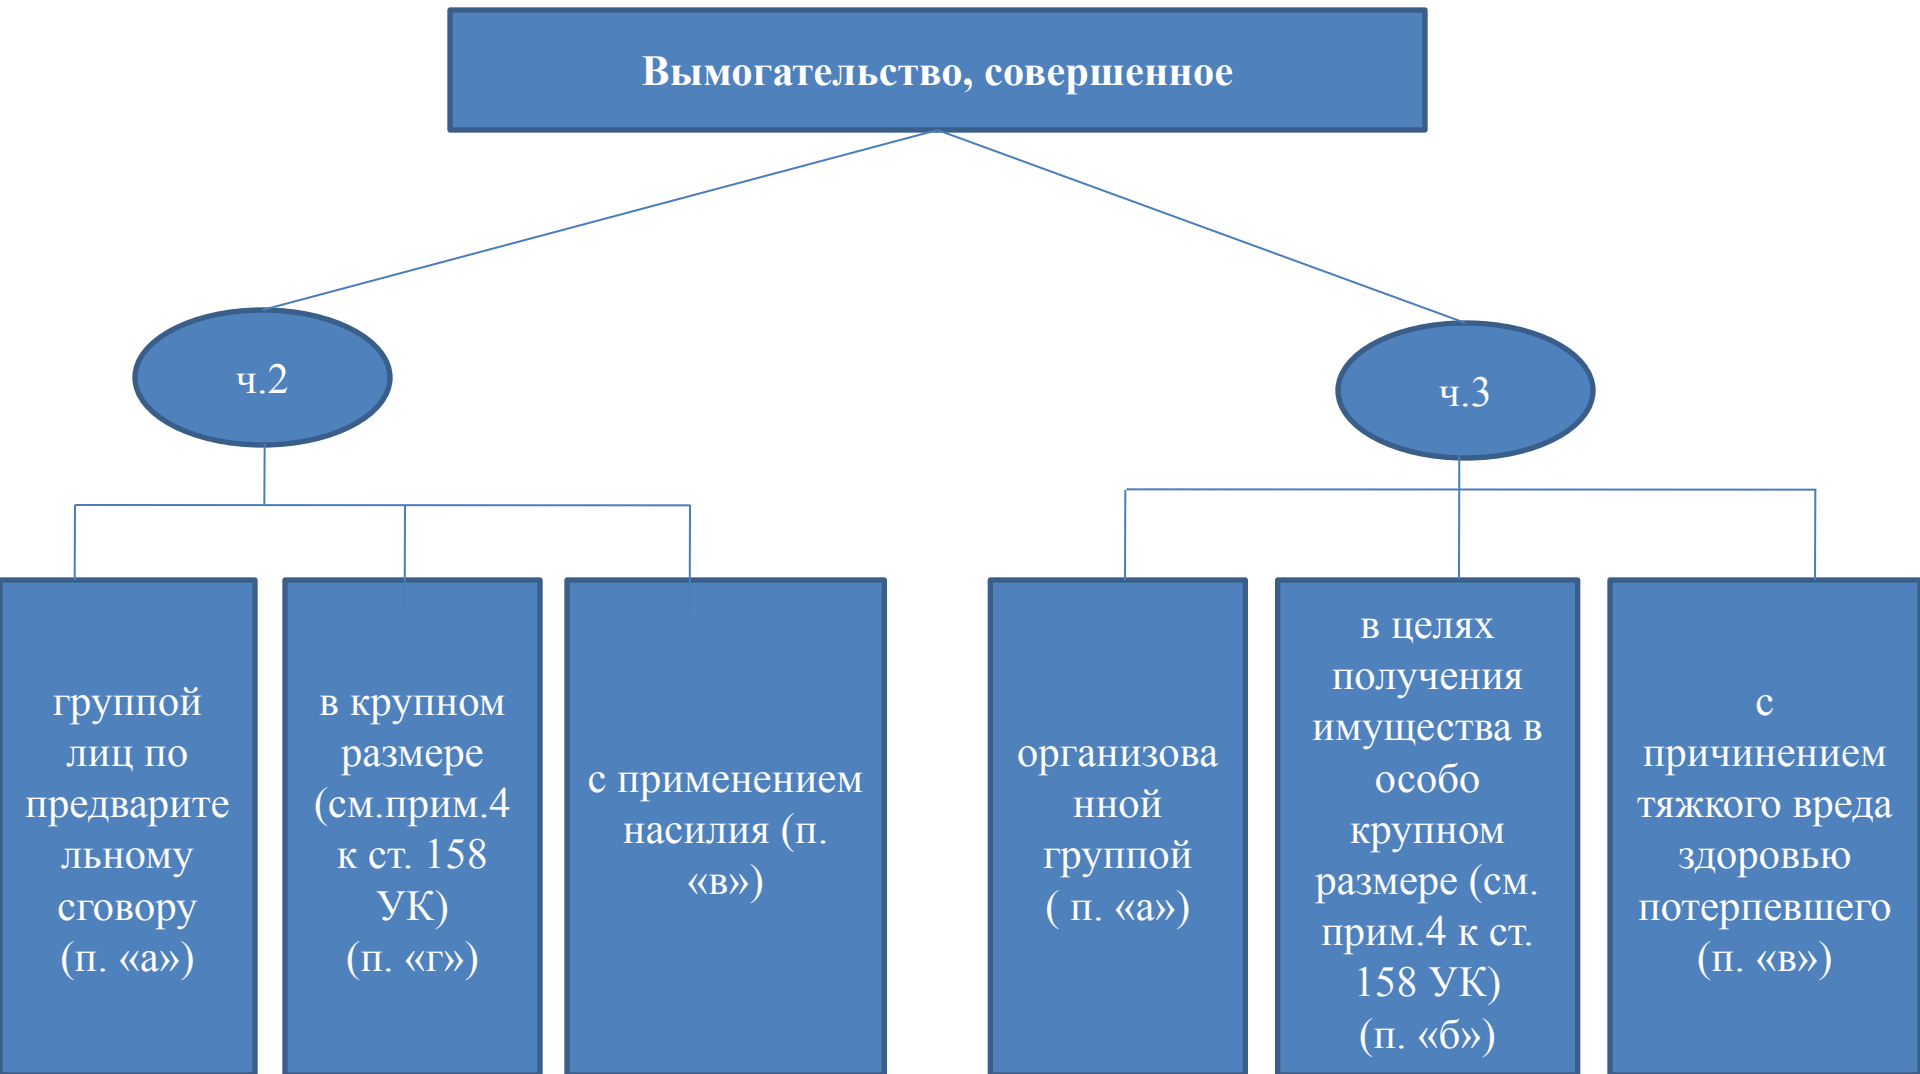 Вымогательство, совершенное
ч.2
ч.3
группой
лиц по
предварите
льному
сговору
(п. «а»)
в крупном
размере
(см.прим.4
к ст. 158
УК)
(п. «г»)
с применением
насилия (п.
«в»)
организова
нной
группой
( п. «а»)
в целях
получения
имущества в
особо
крупном
размере (см.
прим.4 к ст.
158 УК)
(п. «б»)
с
причинением
тяжкого вреда
здоровью
потерпевшего
(п. «в»)